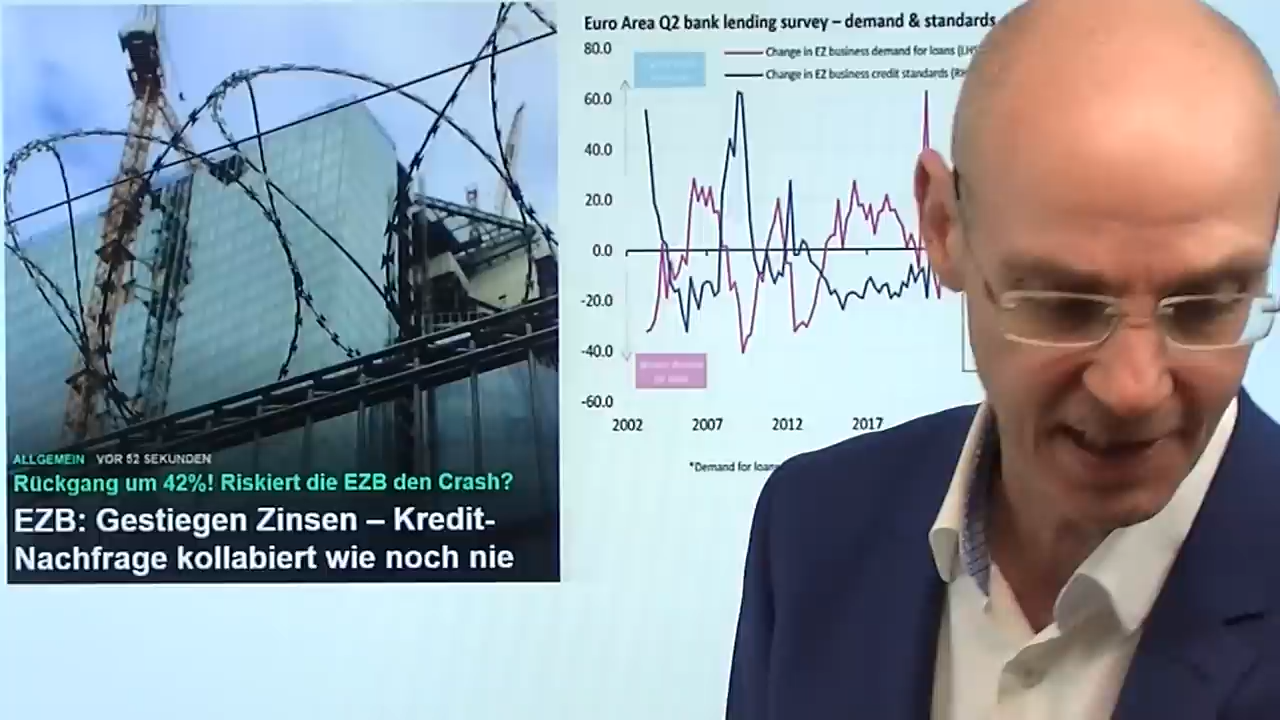 ALLGEMEIN VOR 52 SEKUNDEN
Rückgang um 42%! Riskiert die EZB den Crash?
EZB: Gestiegen Zinsen – Kredit-
Nachfrage kollabiert wie noch nie
Euro Area Q2 bank lending survey – demand & standards
Change in EZ business demand for loans (LHS
Change in EZ business credit standards (R
80.0
60.0
40.0
20.0
0.0
-20.0
-40.0
-60.0
2002 2007 2012 2017
*Demand for loans